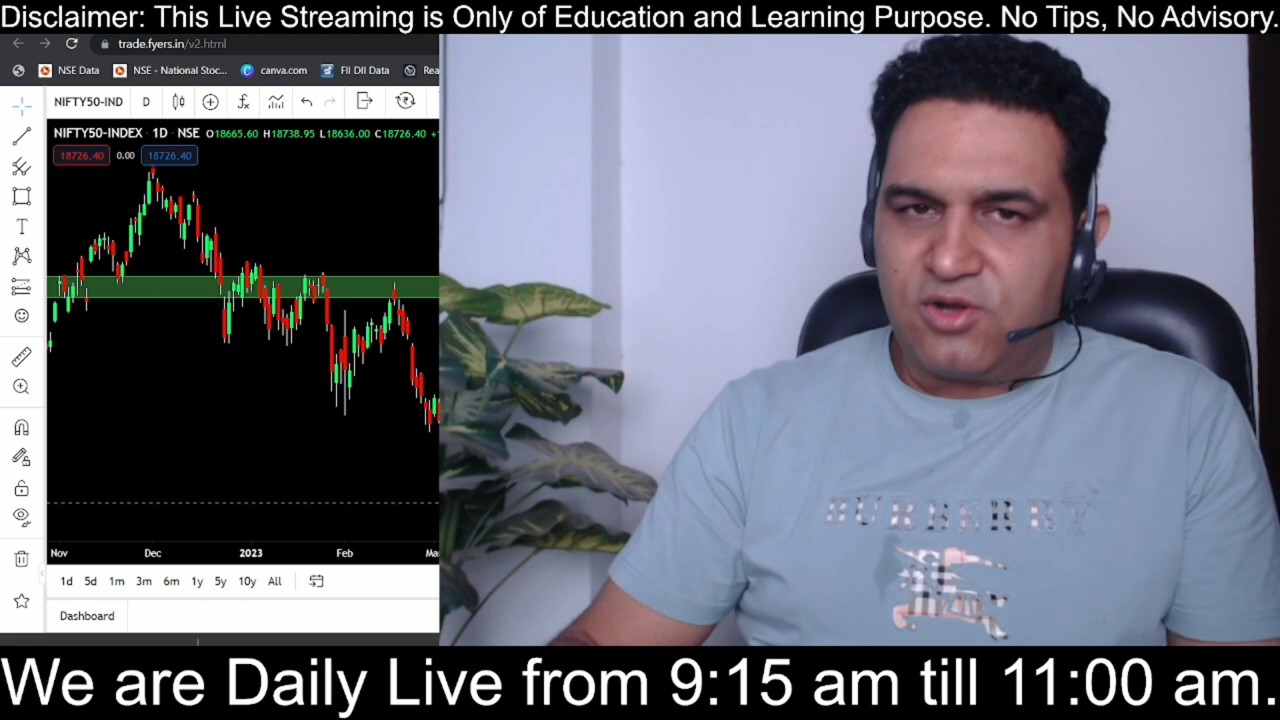 Disclaimer: This Live Streaming is Only of Education and Learning Purpose. No Tips, No Advisory.
trade.fyers.in/v2.html
NSE Data NSE - National Stoc... canva.com FII DII Data Rea
NIFTY50-IND D
NIFTY50-INDEX 1D NSE O18665.60 H18738.95 L18636.00 C18726.40
18726.40 0.00 18726.40
BURBERRY
Nov Dec 2023 Feb Ma
1d 5d 1m 3m 6m 1y 5y 10y All
Dashboard
We are Daily Live from 9:15 am till 11:00 am.